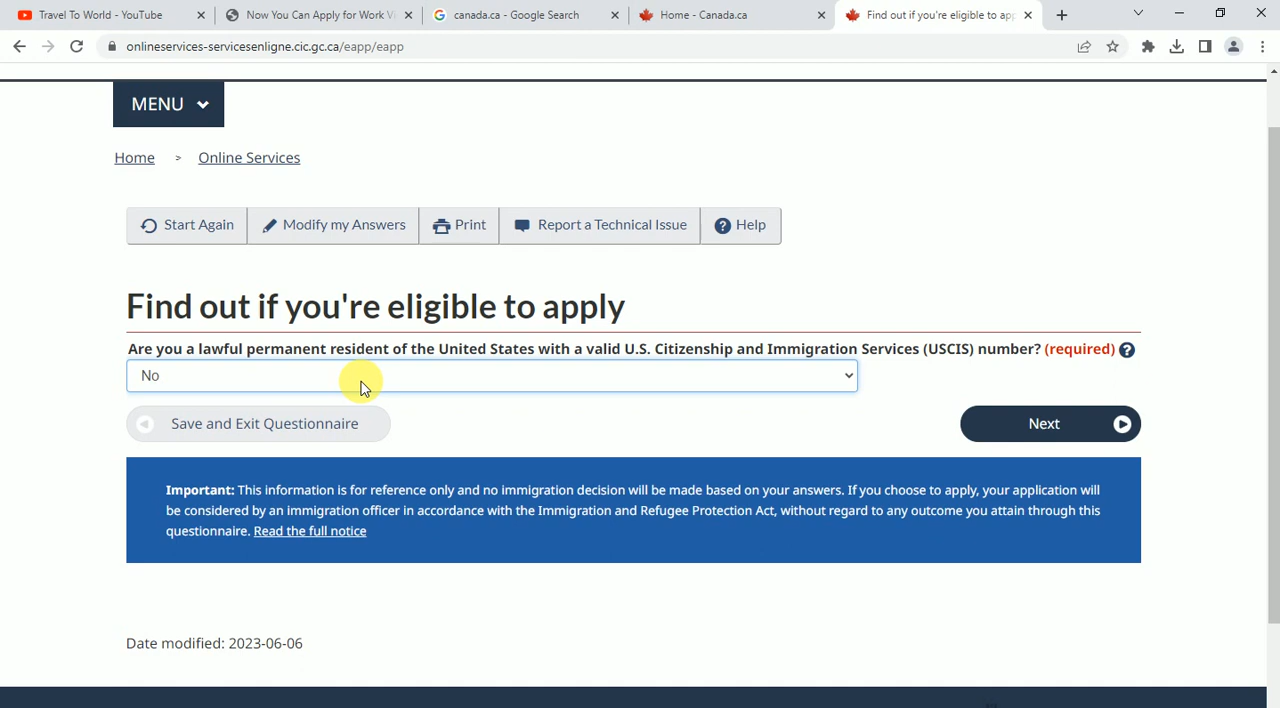 Travel To World - YouTube
Now You Can Apply for Work Vi
canada.ca - Google Search
Home - Canada.ca
Find out if you're eligible to app
onlineservices-servicesenligne.cic.gc.ca/eapp/eapp
MENU
Home > Online Services
Start Again
Modify my Answers
Print
Report a Technical Issue
Help
Find out if you're eligible to apply
Are you a lawful permanent resident of the United States with a valid U.S. Citizenship and Immigration Services (USCIS) number? (required)
No
Save and Exit Questionnaire
Next
Important: This information is for reference only and no immigration decision will be made based on your answers. If you choose to apply, your application will
be considered by an immigration officer in accordance with the Immigration and Refugee Protection Act, without regard to any outcome you attain through this
questionnaire. Read the full notice
Date modified: 2023-06-06